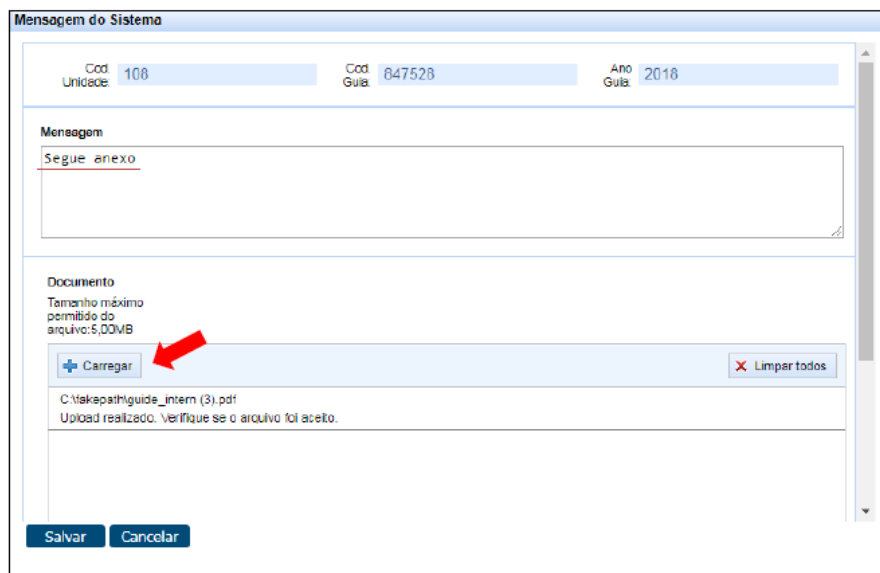 Mensagem do Sistema
Cod. Unidade: 108 Cod. Guia: 847528 Ano Guia: 2018
Mensagem
Segue anexo
Documento
Tamanho máximo
permitido do
arquivo:5,00MB
Carregar Limpar todos
C:\fakepath\guide_intern (3).pdf
Upload realizado. Verifique se o arquivo foi aceito.
Salvar Cancelar